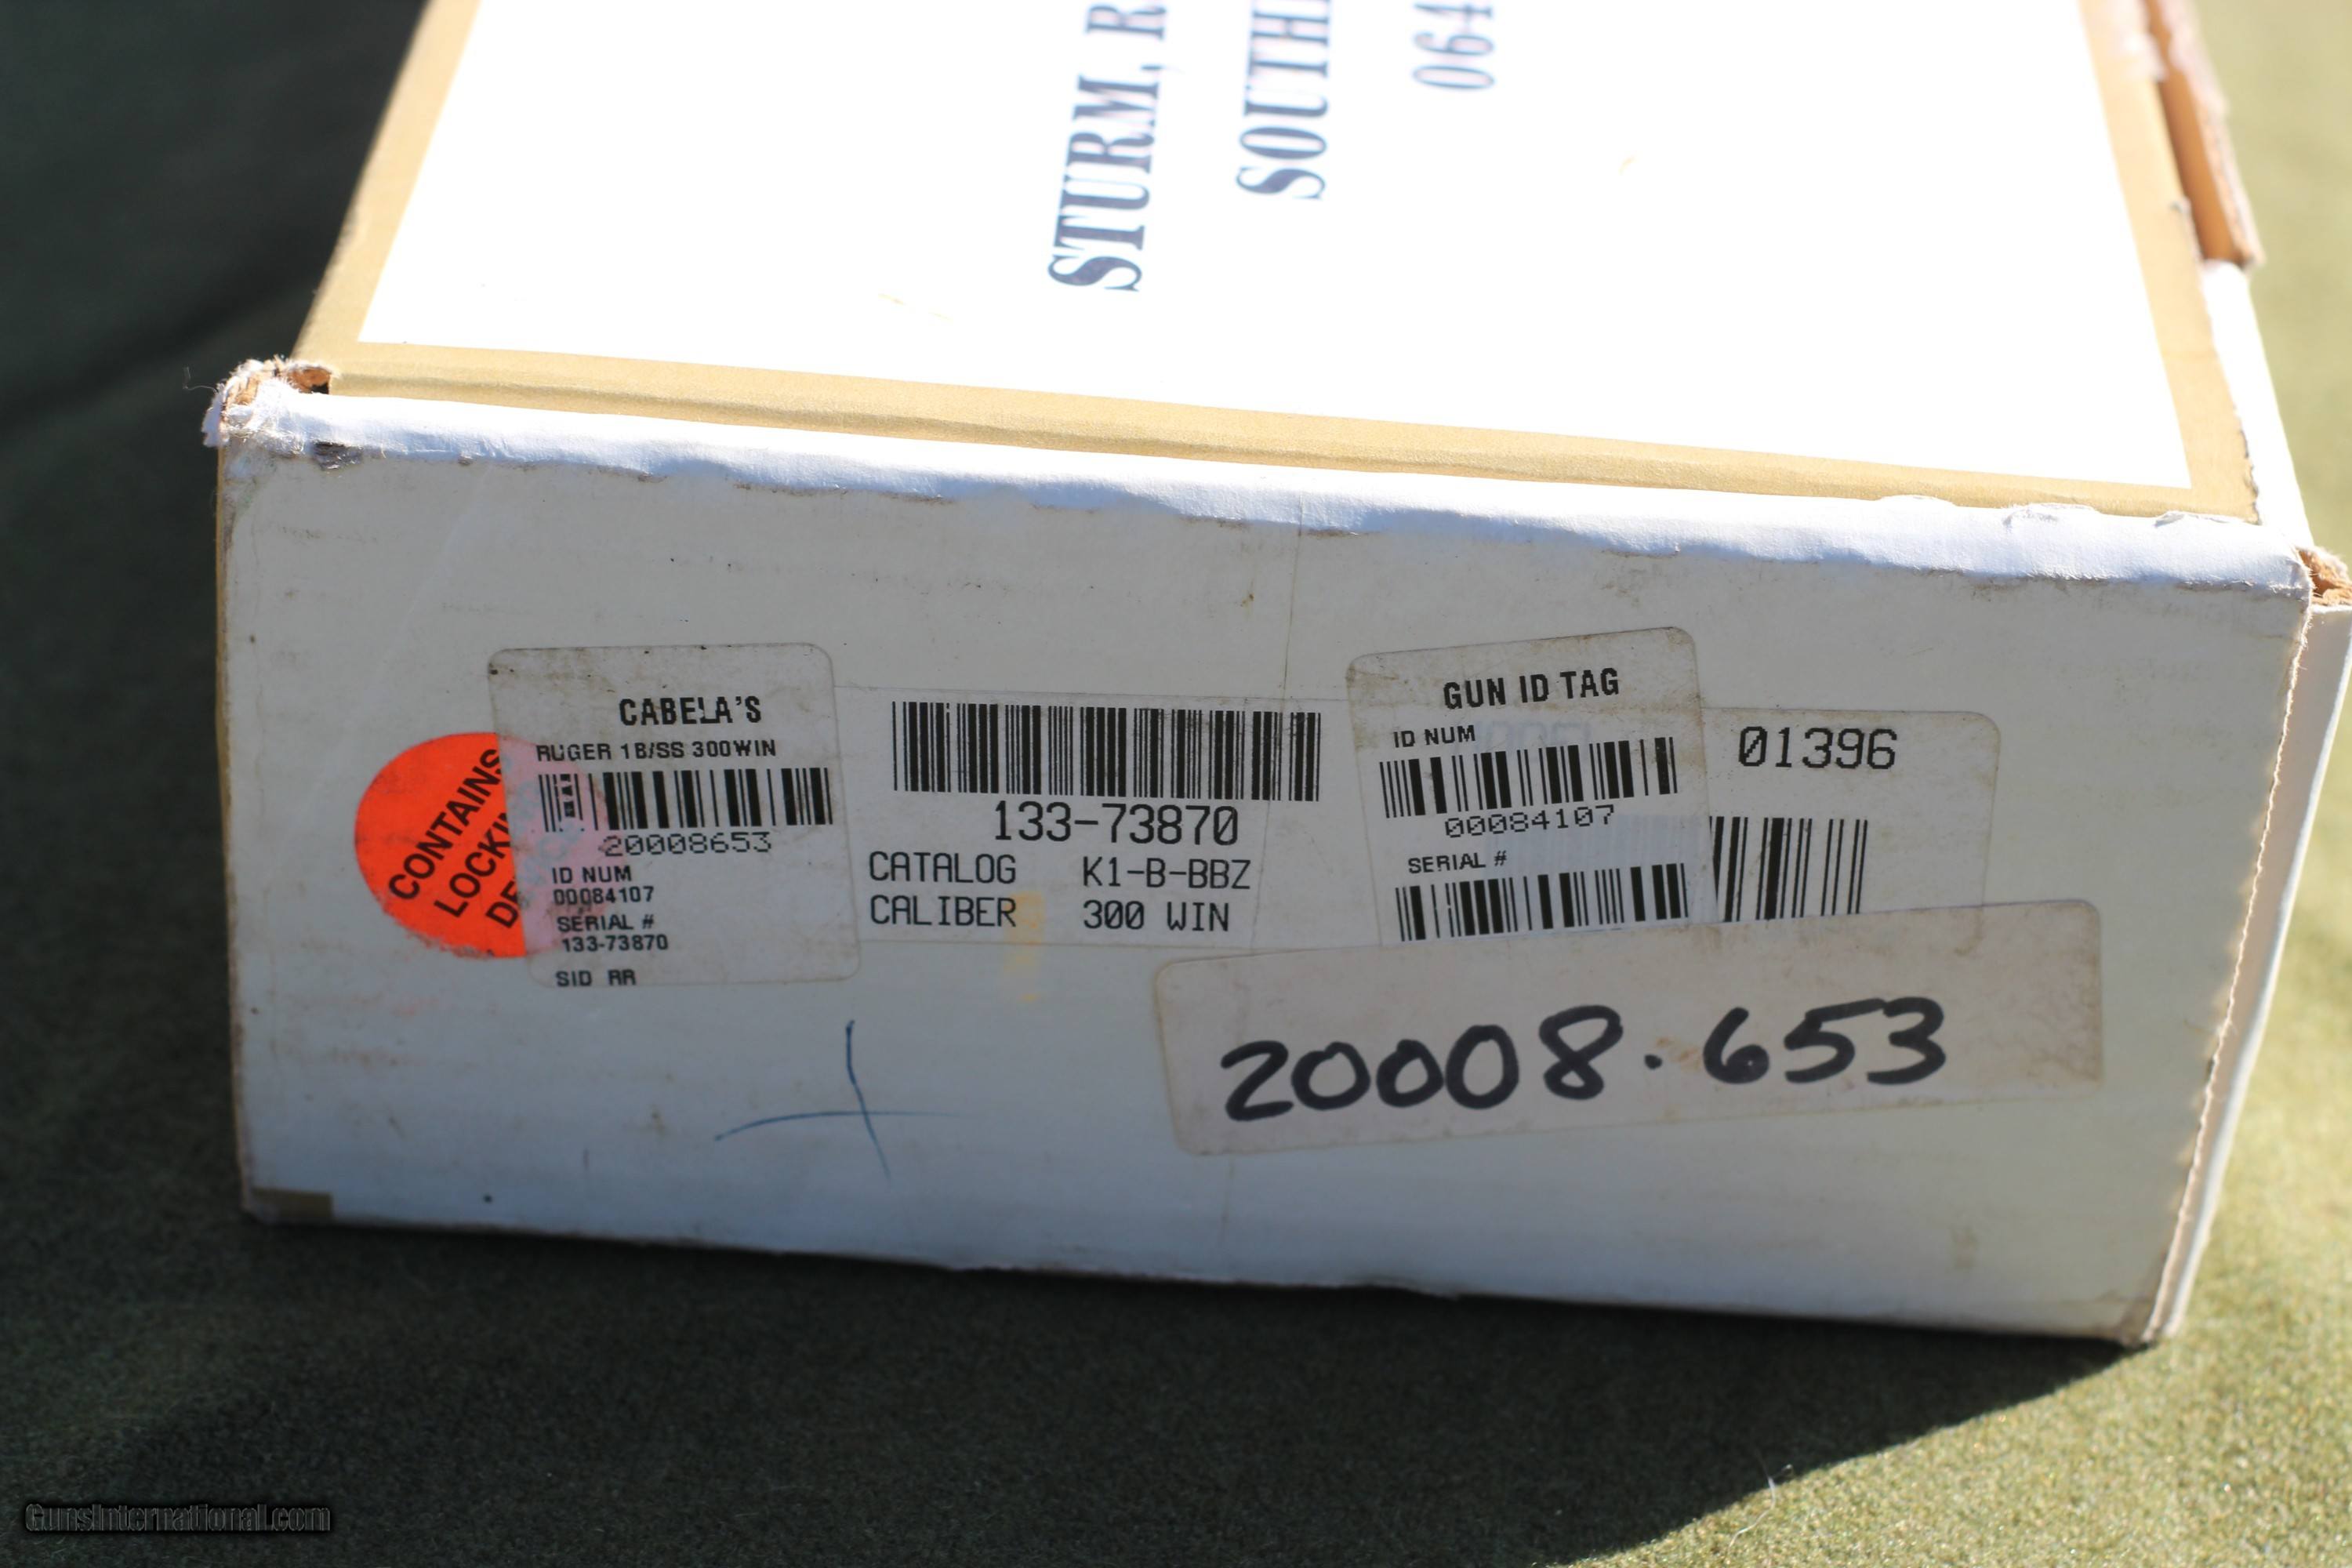 STURM, R
SOUTH
064
CONTAINS
LOCKI
DE
CABELA'S
RUGER 1B/SS 300WIN
20008653
ID NUM
00084107
SERIAL #
133-73870
SID RR
133-73870
CATALOG K1-B-BBZ
CALIBER 300 WIN
GUN ID TAG
ID NUM
00084107
SERIAL #
01396
20008.653
GunsInternational.com